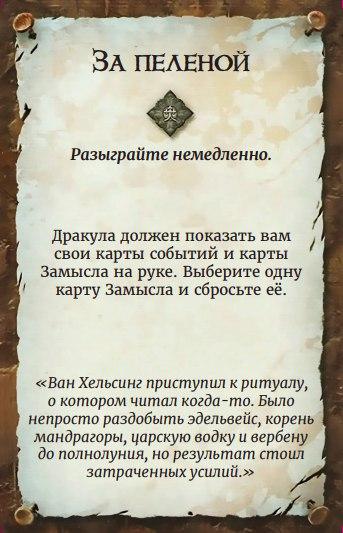 За пеленой
Разыграйте немедленно.
Дракула должен показать вам
свои карты событий и карты
Замысла на руке. Выберите одну
карту Замысла и сбросьте её.
«Ван Хельсинг приступил к ритуалу,
о котором читал когда-то. Было
непросто раздобыть эдельвейс, корень
мандрагоры, царскую водку и вербену
до полнолуния, но результат стоил
затраченных усилий.»